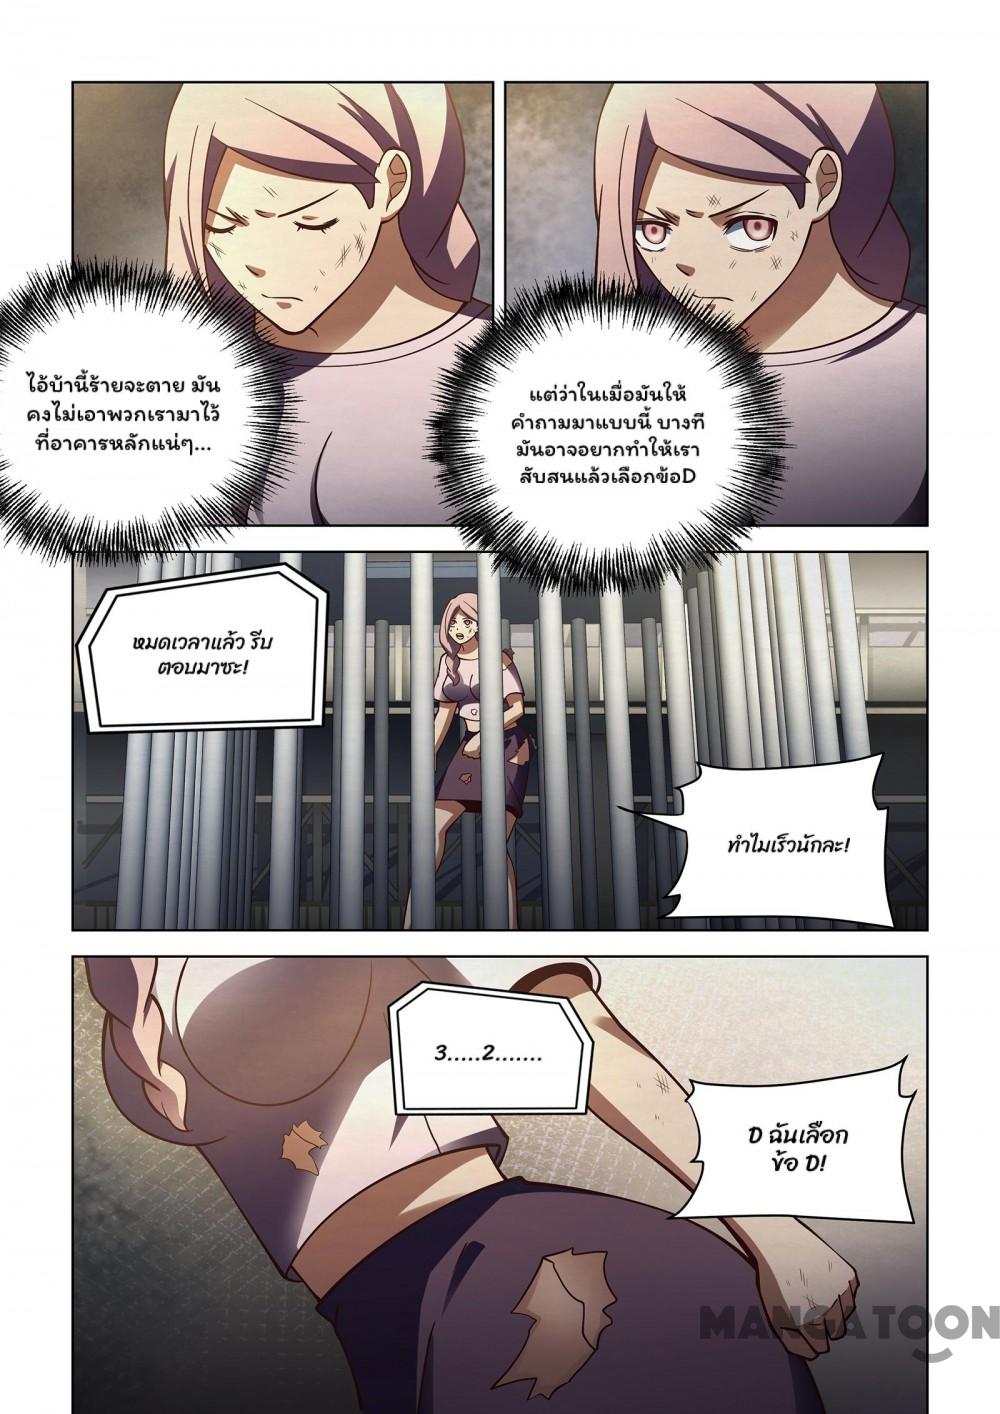 ไอ้บ้านี้ร้ายจะตาย มัน
คงไม่เอาพวกเรามาไว้
ที่อาคารหลักแน่ๆ...
แต่ว่าในเมื่อมันให้
คำถามมาแบบนี้ บางที
มันอาจอยากทำให้เรา
สับสนแล้วเลือกข้อD
หมดเวลาแล้ว รีบ
ตอบมาซะ!
ทำไมเร็วนักละ!
3.....2.......
D ฉันเลือก
ข้อ D!
MANGATOON